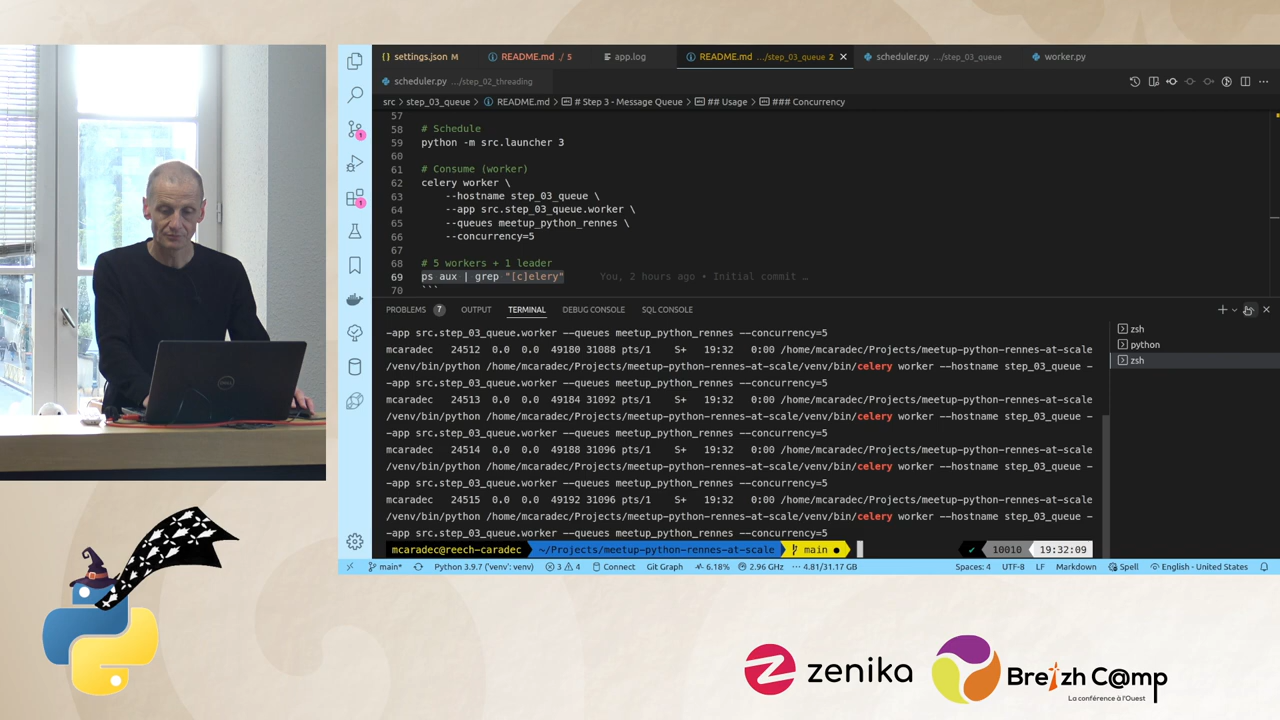 settings.json M
README.md ./ 5
app.log
README.md .../step_03_queue 2
scheduler.py .../step_03_queue
worker.py
scheduler.py .../step_02_threading
src > step_03_queue > README.md > # Step 3 - Message Queue > ## Usage > ### Concurrency
57
58 # Schedule
59 python -m src.launcher 3
60
61 # Consume (worker)
62 celery worker \
63 --hostname step_03_queue \
64 --app src.step_03_queue.worker \
65 --queues meetup_python_rennes \
66 --concurrency=5
67
68 # 5 workers + 1 leader
69 ps aux | grep "[c]elery" You, 2 hours ago • Initial commit …
70 ```
PROBLEMS 7 OUTPUT TERMINAL DEBUG CONSOLE SQL CONSOLE
-app src.step_03_queue.worker --queues meetup_python_rennes --concurrency=5
mcaradec 24512 0.0 0.0 49180 31088 pts/1 S+ 19:32 0:00 /home/mcaradec/Projects/meetup-python-rennes-at-scale
/venv/bin/python /home/mcaradec/Projects/meetup-python-rennes-at-scale/venv/bin/celery worker --hostname step_03_queue -
-app src.step_03_queue.worker --queues meetup_python_rennes --concurrency=5
mcaradec 24513 0.0 0.0 49184 31092 pts/1 S+ 19:32 0:00 /home/mcaradec/Projects/meetup-python-rennes-at-scale
/venv/bin/python /home/mcaradec/Projects/meetup-python-rennes-at-scale/venv/bin/celery worker --hostname step_03_queue -
-app src.step_03_queue.worker --queues meetup_python_rennes --concurrency=5
mcaradec 24514 0.0 0.0 49188 31096 pts/1 S+ 19:32 0:00 /home/mcaradec/Projects/meetup-python-rennes-at-scale
/venv/bin/python /home/mcaradec/Projects/meetup-python-rennes-at-scale/venv/bin/celery worker --hostname step_03_queue -
-app src.step_03_queue.worker --queues meetup_python_rennes --concurrency=5
mcaradec 24515 0.0 0.0 49192 31096 pts/1 S+ 19:32 0:00 /home/mcaradec/Projects/meetup-python-rennes-at-scale
/venv/bin/python /home/mcaradec/Projects/meetup-python-rennes-at-scale/venv/bin/celery worker --hostname step_03_queue -
-app src.step_03_queue.worker --queues meetup_python_rennes --concurrency=5
mcaradec@reech-caradec ~/Projects/meetup-python-rennes-at-scale main ● ✓ 10010 19:32:09
zsh
python
zsh
main* Python 3.9.7 ('venv': venv) 3 4 Connect Git Graph 6.18% 2.96 GHz 4.81/31.17 GB Spaces: 4 UTF-8 LF Markdown Spell English - United States
DELL
zenika
Breizh C@mp
La conférence à l'Ouest